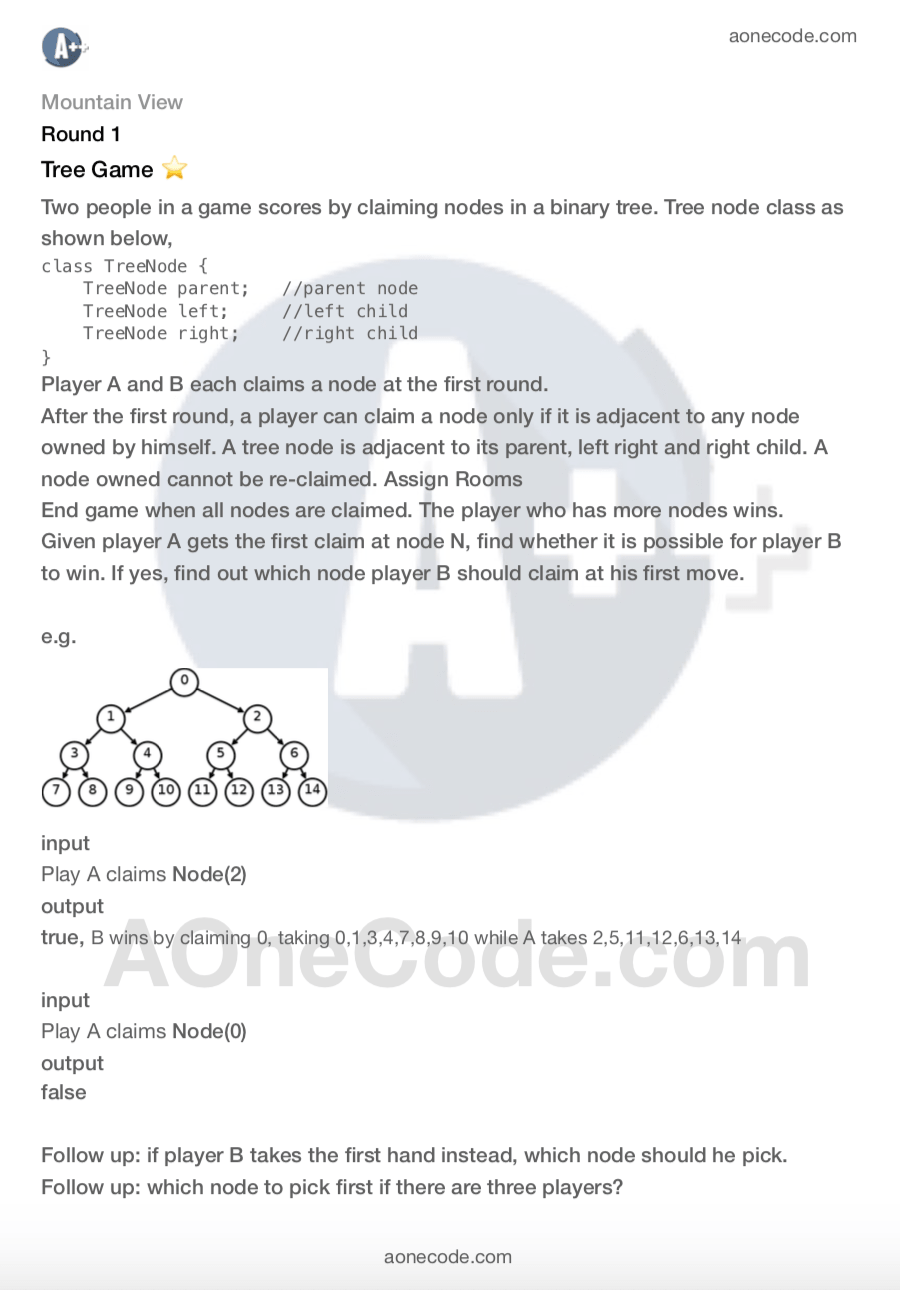 A++
aonecode.com
Mountain View
Round 1
Tree Game ⭐
Two people in a game scores by claiming nodes in a binary tree. Tree node class as
shown below,
class TreeNode {
    TreeNode parent;   //parent node
    TreeNode left;     //left child
    TreeNode right;    //right child
}
Player A and B each claims a node at the first round.
After the first round, a player can claim a node only if it is adjacent to any node
owned by himself. A tree node is adjacent to its parent, left right and right child. A
node owned cannot be re-claimed. Assign Rooms
End game when all nodes are claimed. The player who has more nodes wins.
Given player A gets the first claim at node N, find whether it is possible for player B
to win. If yes, find out which node player B should claim at his first move.
e.g.
0
1 2
3 4 5 6
7 8 9 10 11 12 13 14
input
Play A claims Node(2)
output
true, B wins by claiming 0, taking 0,1,3,4,7,8,9,10 while A takes 2,5,11,12,6,13,14
input
Play A claims Node(0)
output
false
Follow up: if player B takes the first hand instead, which node should he pick.
Follow up: which node to pick first if there are three players?
aonecode.com
A++
AOneCode.com